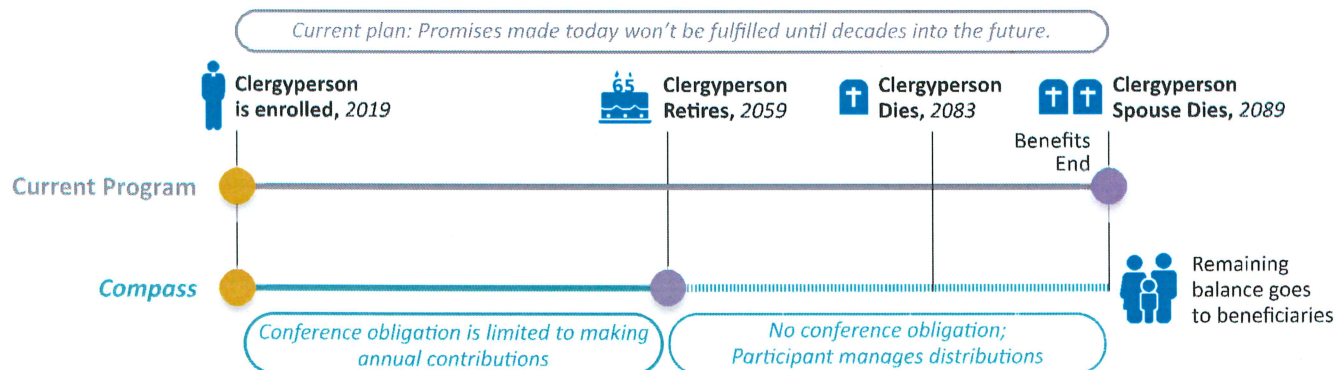 Current plan: Promises made today won't be fulfilled until decades into the future.
Clergyperson
is enrolled, 2019
65
Clergyperson
Retires, 2059
Clergyperson
Dies, 2083
Clergyperson
Spouse Dies, 2089
Benefits
End
Current Program
Compass
Remaining
balance goes
to beneficiaries
Conference obligation is limited to making
annual contributions
No conference obligation;
Participant manages distributions